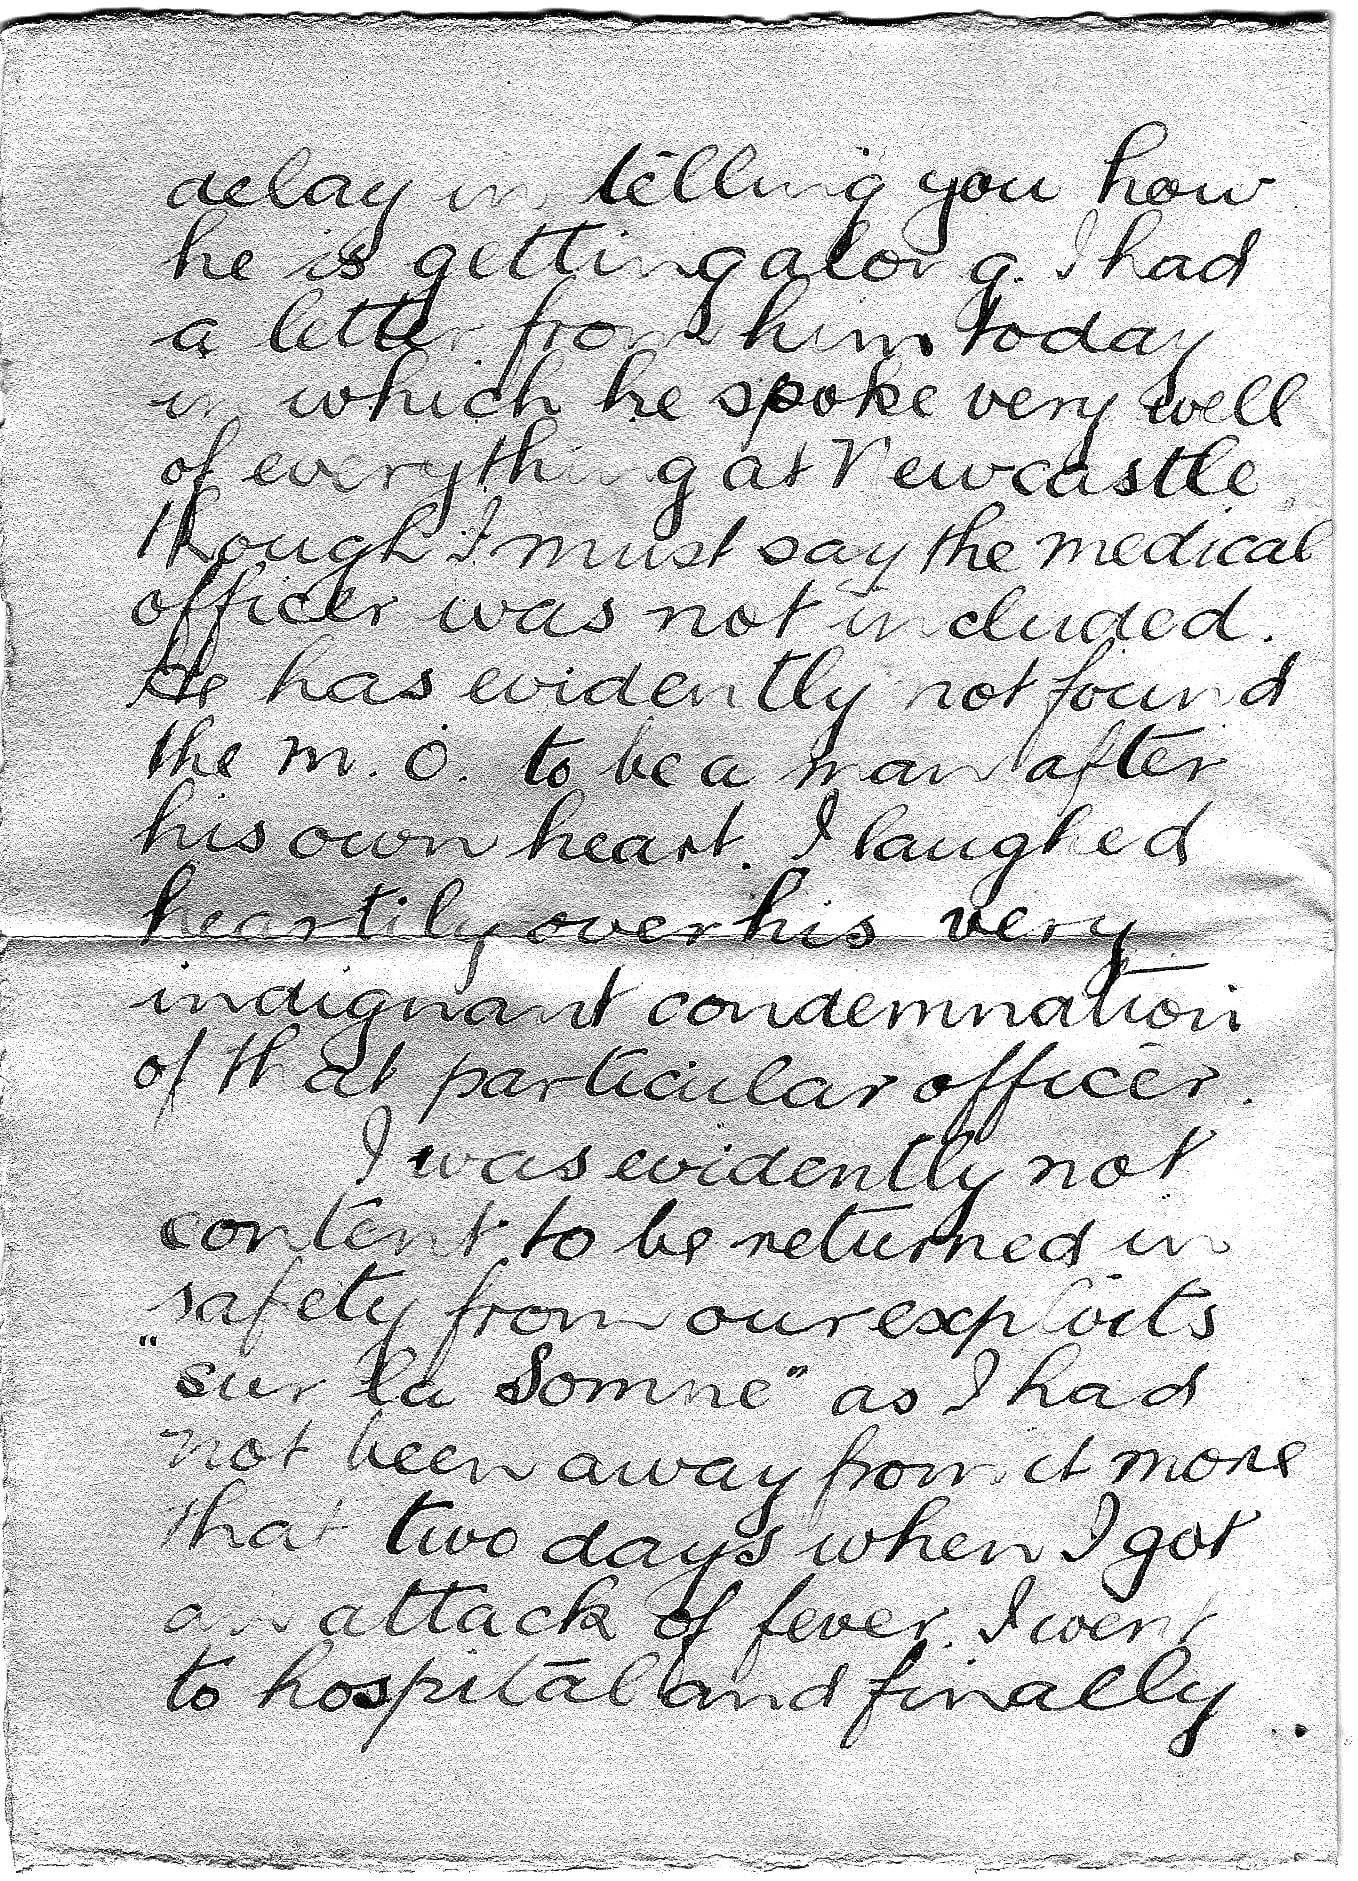 delay in telling you how
he is getting along. I had
a letter from him today
in which he spoke very well
of everything at Newcastle
though I must say the medical
officer was not included.
He has evidently not found
the M.O. to be a man after
his own heart. I laughed
heartily over his very
indignant condemnation
of that particular officer.
I was evidently not
content to be returned in
safety from our exploits
"sur la Somme" as I had
not been away from it more
that two days when I got
an attack of fever. I went
to hospital and finally